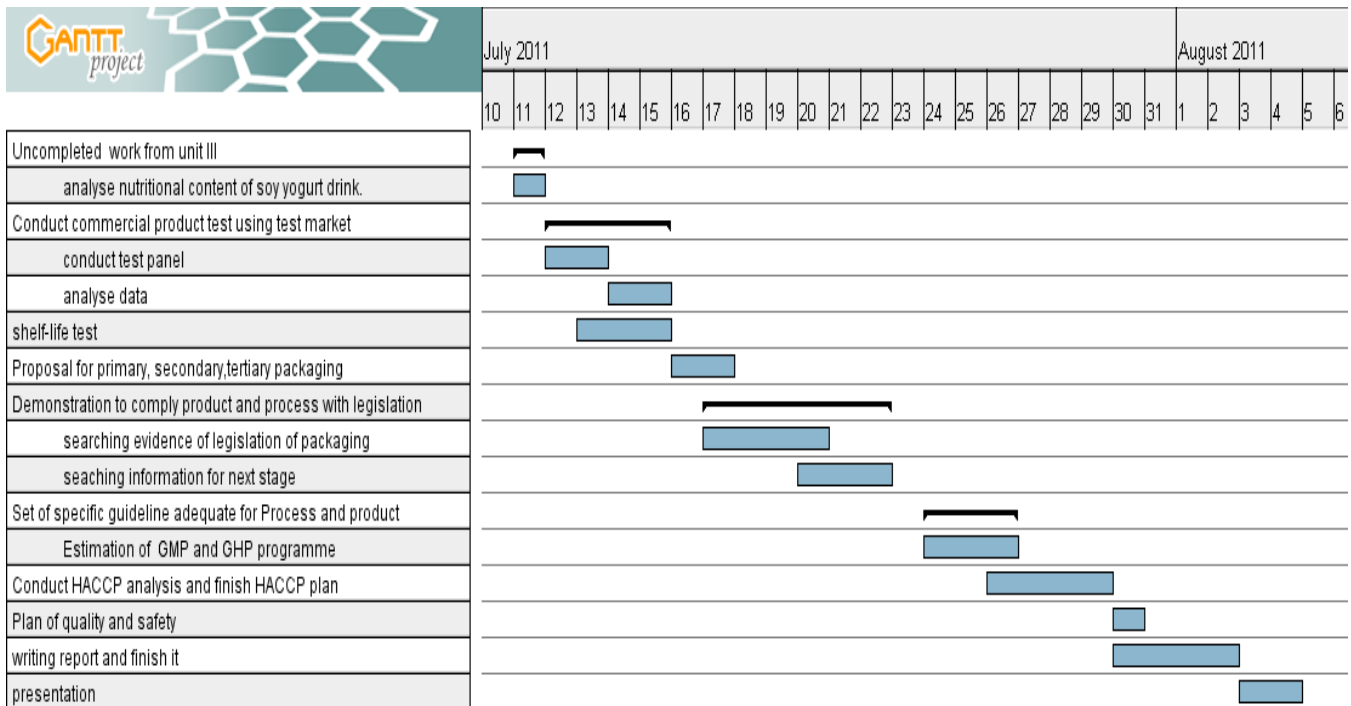 GANTT
project
July 2011 August 2011
10 11 12 13 14 15 16 17 18 19 20 21 22 23 24 25 26 27 28 29 30 31 1 2 3 4 5 6
Uncompleted work from unit III
analyse nutritional content of soy yogurt drink.
Conduct commercial product test using test market
conduct test panel
analyse data
shelf-life test
Proposal for primary, secondary,tertiary packaging
Demonstration to comply product and process with legislation
searching evidence of legislation of packaging
seaching information for next stage
Set of specific guideline adequate for Process and product
Estimation of GMP and GHP programme
Conduct HACCP analysis and finish HACCP plan
Plan of quality and safety
writing report and finish it
presentation